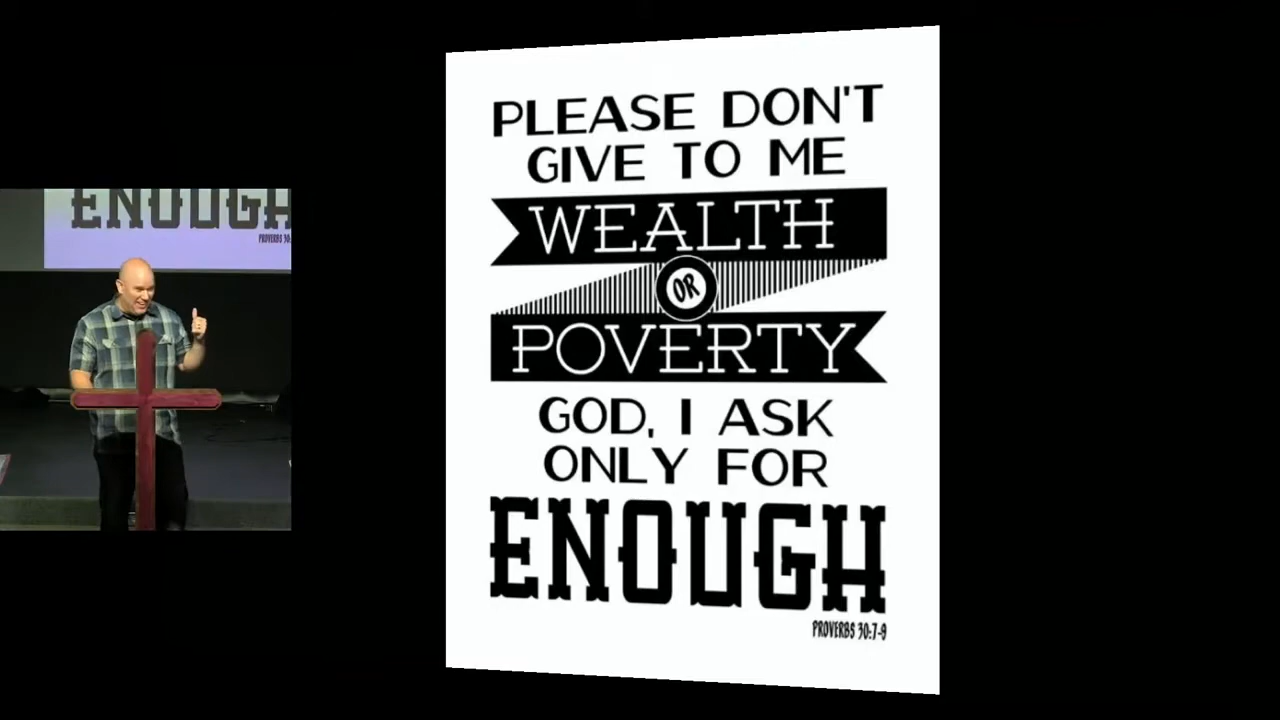 PLEASE DON'T
GIVE TO ME
WEALTH
OR
POVERTY
GOD, I ASK
ONLY FOR
ENOUGH
PROVERBS 30:7-9
ENOUGH
PROVERBS 30: